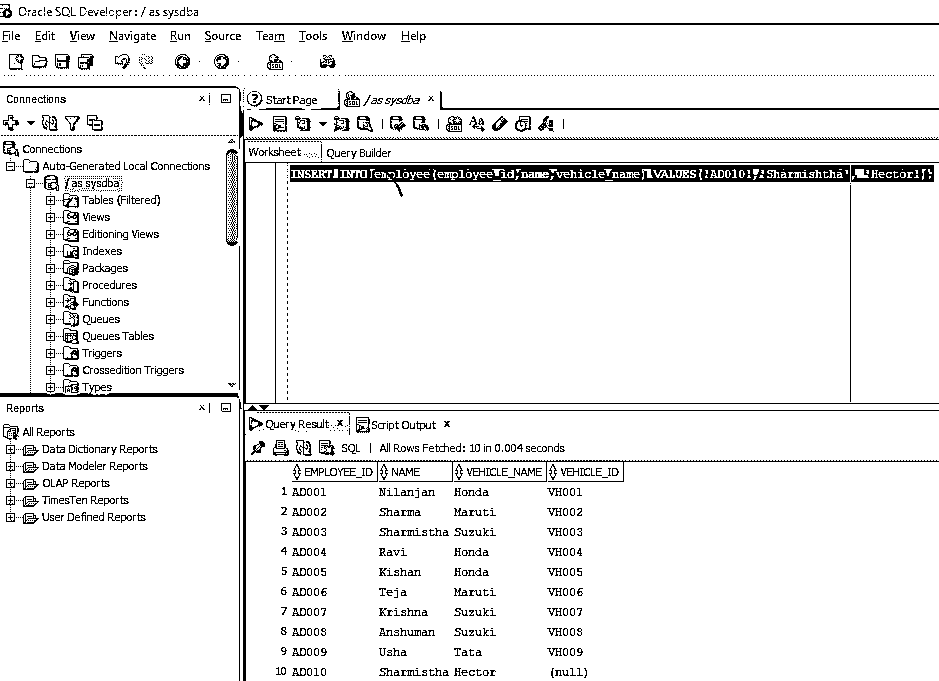 Oracle SQL Developer : / as sysdba
File Edit View Navigate Run Source Team Tools Window Help
Connections
Connections
Auto-Generated Local Connections
/ as sysdba
Tables (Filtered)
Views
Editioning Views
Indexes
Packages
Procedures
Functions
Queues
Queues Tables
Triggers
Crossedition Triggers
Types
Reports
All Reports
Data Dictionary Reports
Data Modeler Reports
OLAP Reports
TimesTen Reports
User Defined Reports
Start Page / as sysdba
Worksheet Query Builder
INSERT INTO employee(employee_id,name,vehicle_name) VALUES
Query Result Script Output
SQL | All Rows Fetched: 10 in 0.004 seconds
EMPLOYEE_ID NAME VEHICLE_NAME VEHICLE_ID
1 AD001 Nilanjan Honda VH001
2 AD002 Sharma Maruti VH002
3 AD003 Sharmistha Suzuki VH003
4 AD004 Ravi Honda VH004
5 AD005 Kishan Honda VH005
6 AD006 Teja Maruti VH006
7 AD007 Krishna Suzuki VH007
8 AD008 Anshuman Suzuki VH008
9 AD009 Usha Tata VH009
10 AD010 Sharmistha Hector (null)